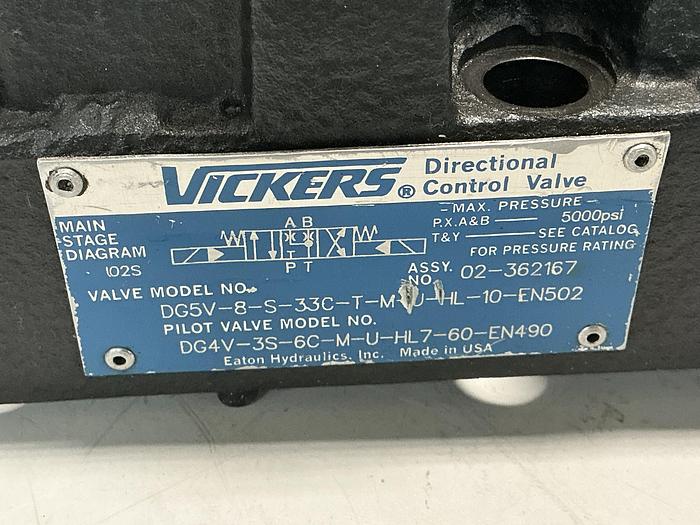 VICKERS® Directional Control Valve
MAIN STAGE DIAGRAM
102S
A B
T
P T
MAX. PRESSURE
P.X.A&B 5000psi
T&Y SEE CATALOG
FOR PRESSURE RATING
ASSY. NO. 02-362167
VALVE MODEL NO.
DG5V-8-S-33C-T-M-U-HL-10-EN502
PILOT VALVE MODEL NO.
DG4V-3S-6C-M-U-HL7-60-EN490
Eaton Hydraulics, Inc. Made in USA